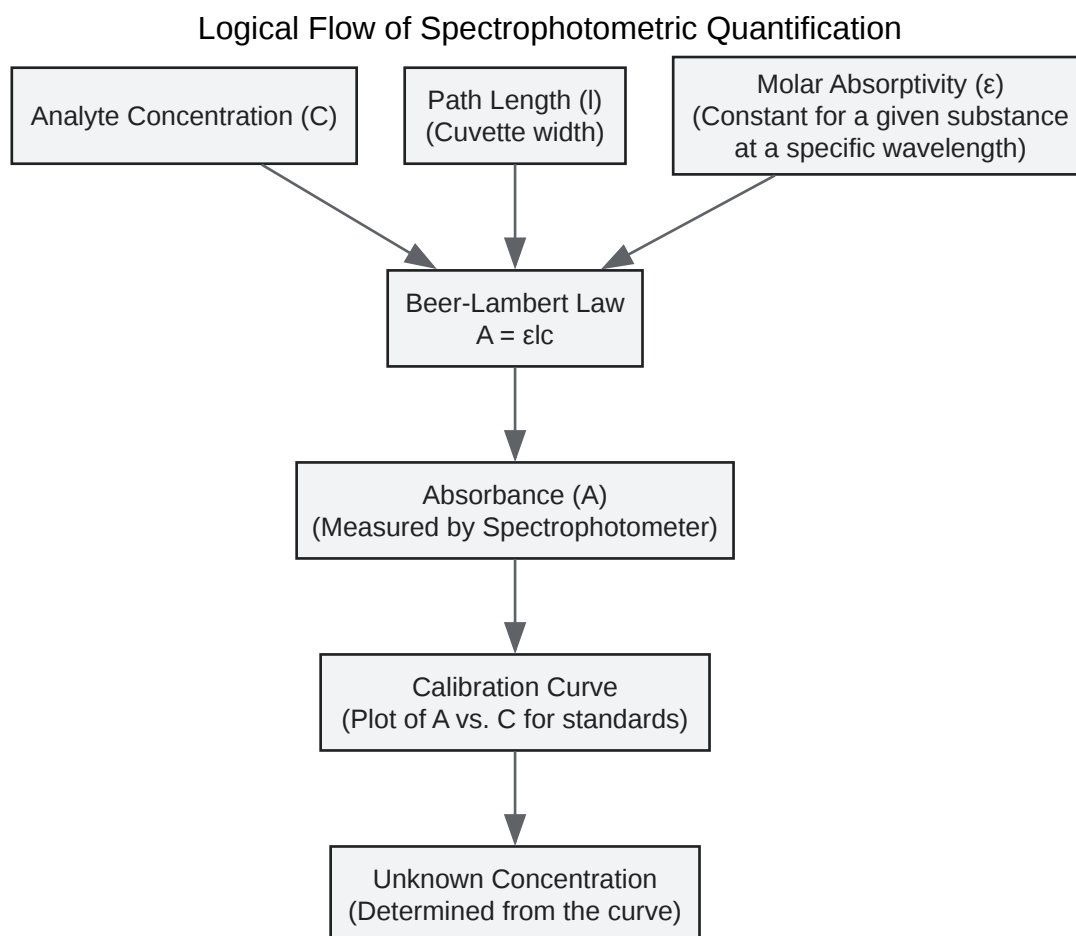 Logical Flow of Spectrophotometric Quantification
Analyte Concentration (C)
Path Length (l)
(Cuvette width)
Molar Absorptivity (ε)
(Constant for a given substance
at a specific wavelength)
Beer-Lambert Law
A = εlc
Absorbance (A)
(Measured by Spectrophotometer)
Calibration Curve
(Plot of A vs. C for standards)
Unknown Concentration
(Determined from the curve)